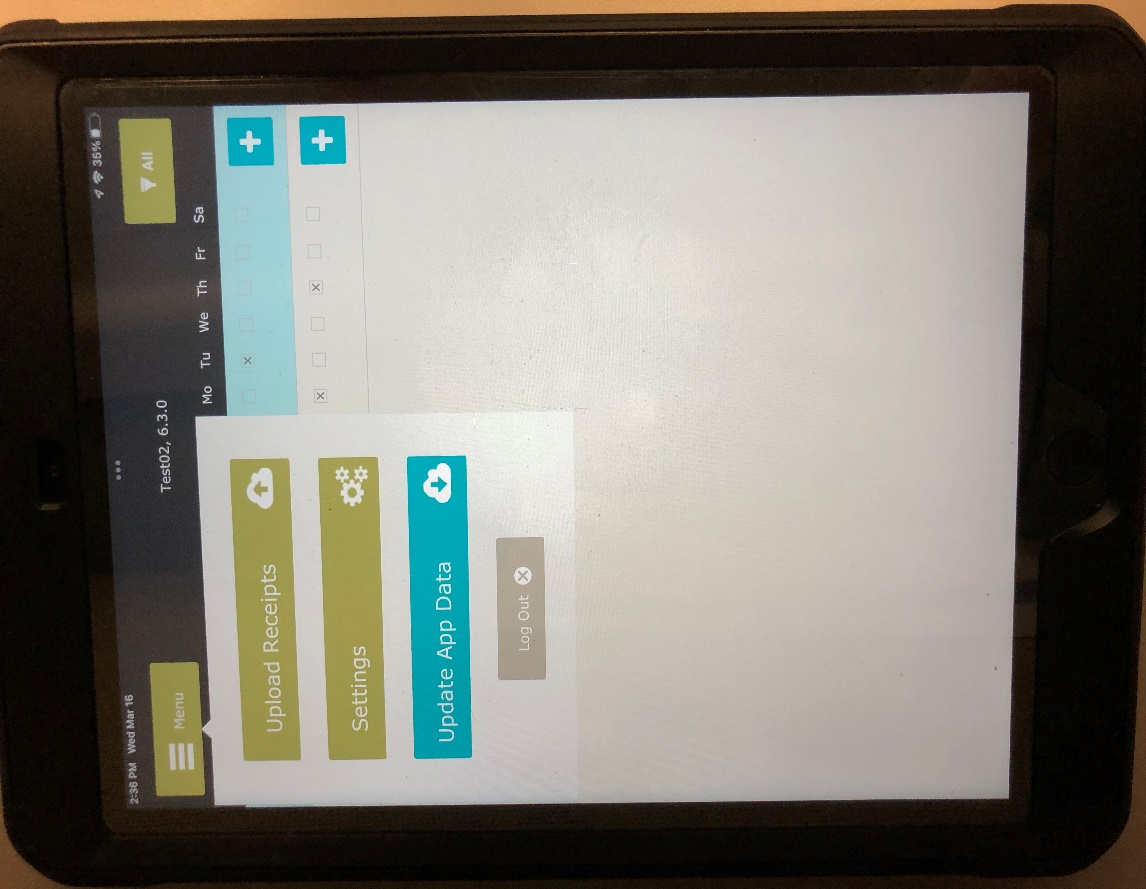 2:36 PM Wed Mar 16
35%
Menu
Test02, 6.3.0
All
Mo Tu We Th Fr Sa
Upload Receipts
Settings
Update App Data
Log Out